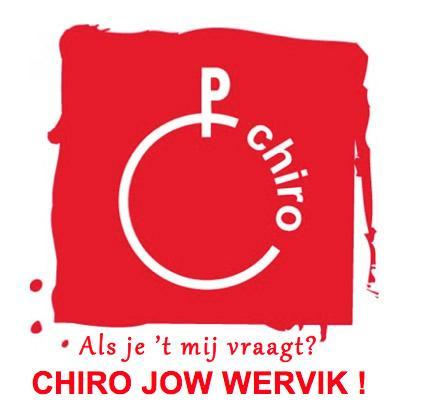 chiro
Als je 't mij vraagt?
CHIRO JOW WERVIK !